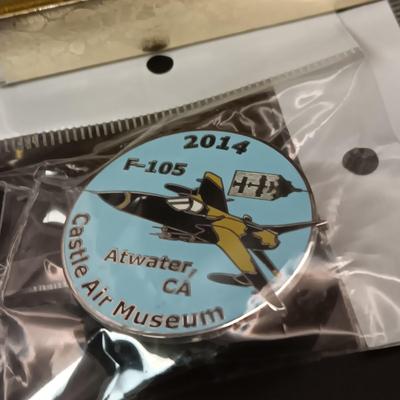 2014
F-105
Atwater,
CA
Castle Air Museum